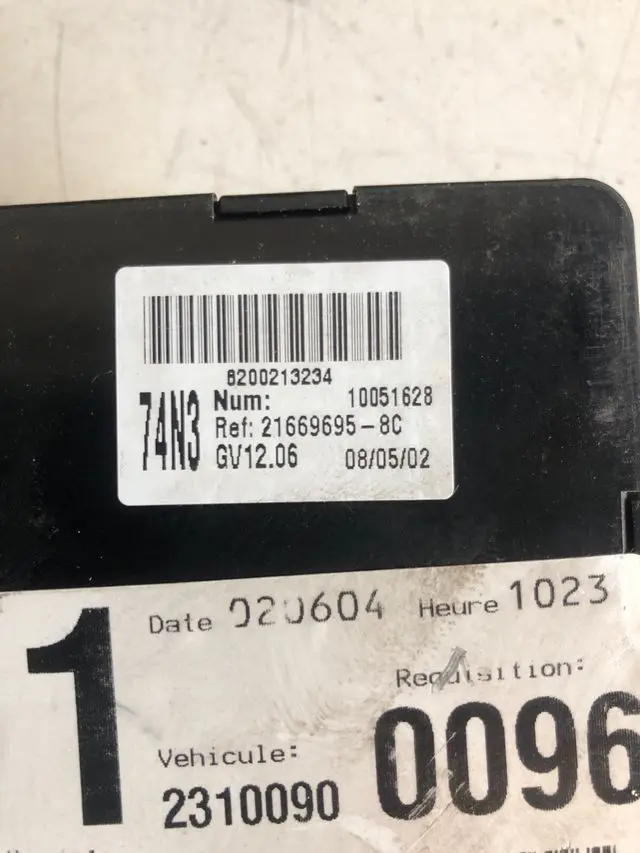 8200213234
74N3
Num: 10051628
Ref: 21669695-8C
GV12.06 08/05/02
1
Date 020604 Heure 1023
Requisition:
0096
Vehicule:
2310090